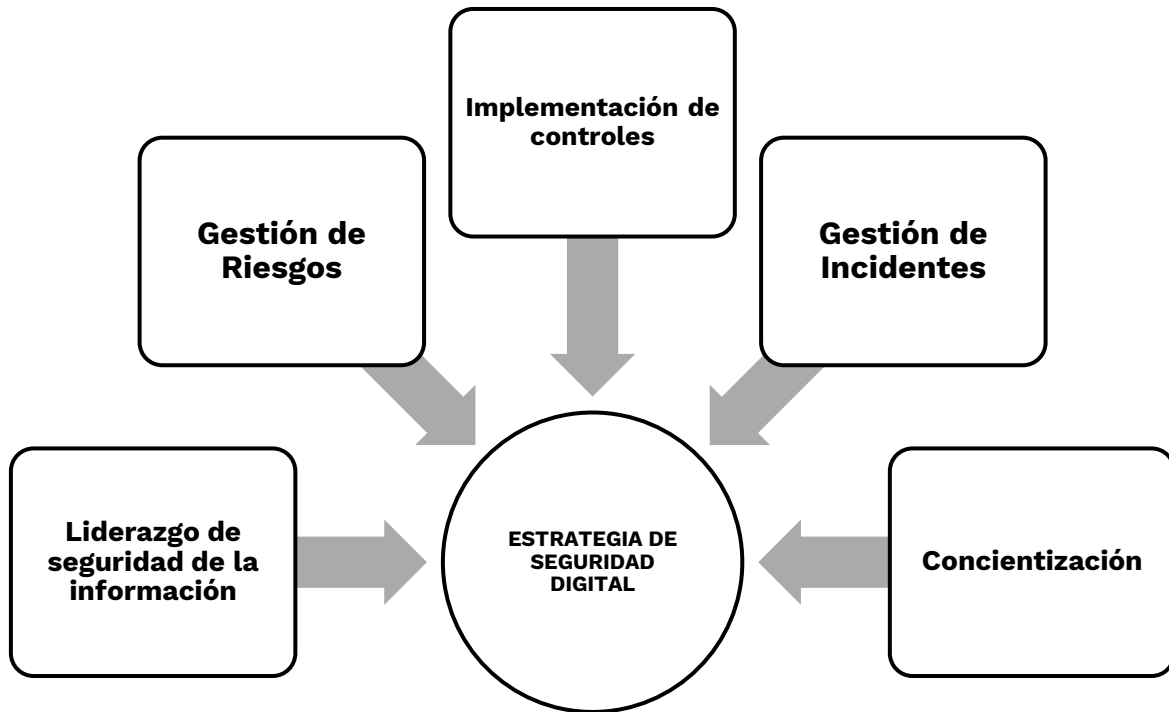 Implementación de
controles
Gestión de
Riesgos
Gestión de
Incidentes
Liderazgo de
seguridad de la
información
ESTRATEGIA DE
SEGURIDAD
DIGITAL
Concientización